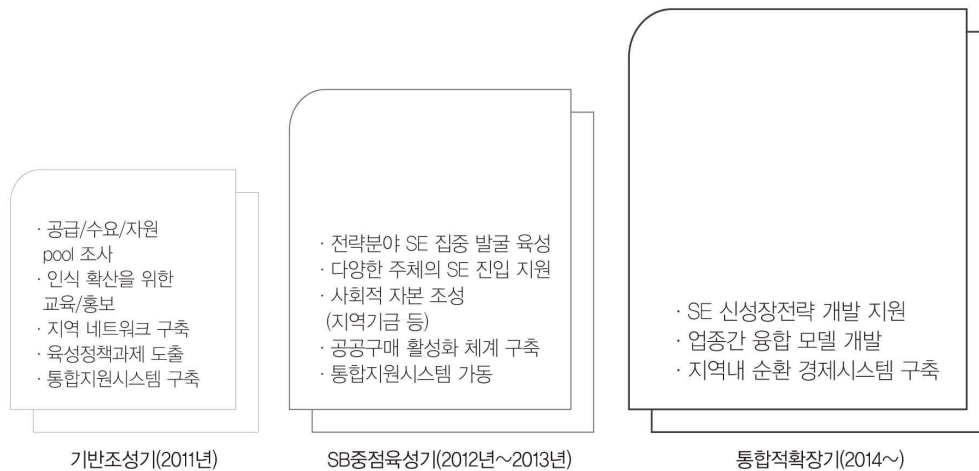 · 공급/수요/자원
pool 조사
· 인식 확산을 위한
교육/홍보
· 지역 네트워크 구축
· 육성정책과제 도출
· 통합지원시스템 구축
기반조성기(2011년)
· 전략분야 SE 집중 발굴 육성
· 다양한 주체의 SE 진입 지원
· 사회적 자본 조성
(지역기금 등)
· 공공구매 활성화 체계 구축
· 통합지원시스템 가동
SB중점육성기(2012년~2013년)
· SE 신성장전략 개발 지원
· 업종간 융합 모델 개발
· 지역내 순환 경제시스템 구축
통합적확장기(2014~)